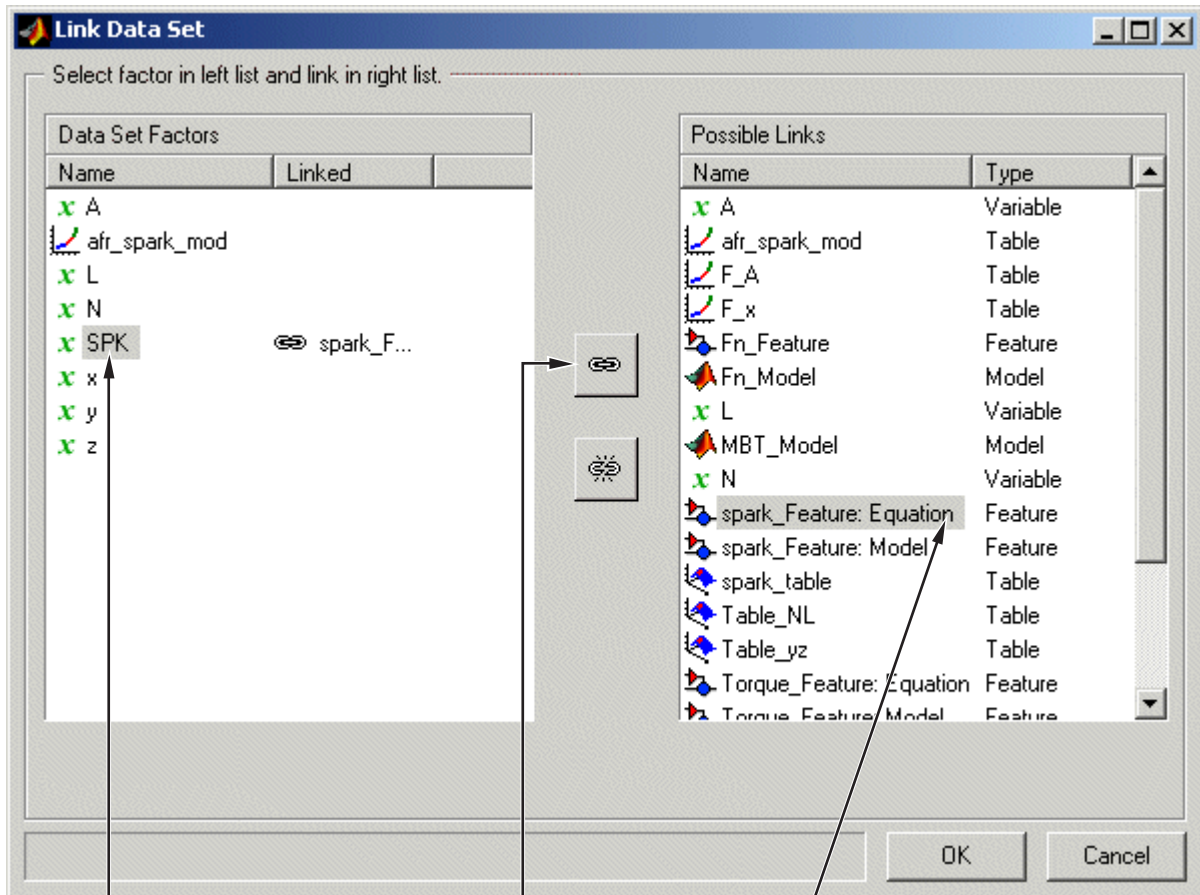 Link Data Set
Select factor in left list and link in right list.
Data Set Factors
Name Linked
x A
afr_spark_mod
x L
x N
x SPK spark_F...
x x
x y
x z
Possible Links
Name Type
x A Variable
afr_spark_mod Table
F_A Table
F_x Table
Fn_Feature Feature
Fn_Model Model
x L Variable
MBT_Model Model
x N Variable
spark_Feature: Equation Feature
spark_Feature: Model Feature
spark_table Table
Table_NL Table
Table_yz Table
Torque_Feature: Equation Feature
Torque_Feature: Model Feature
OK Cancel